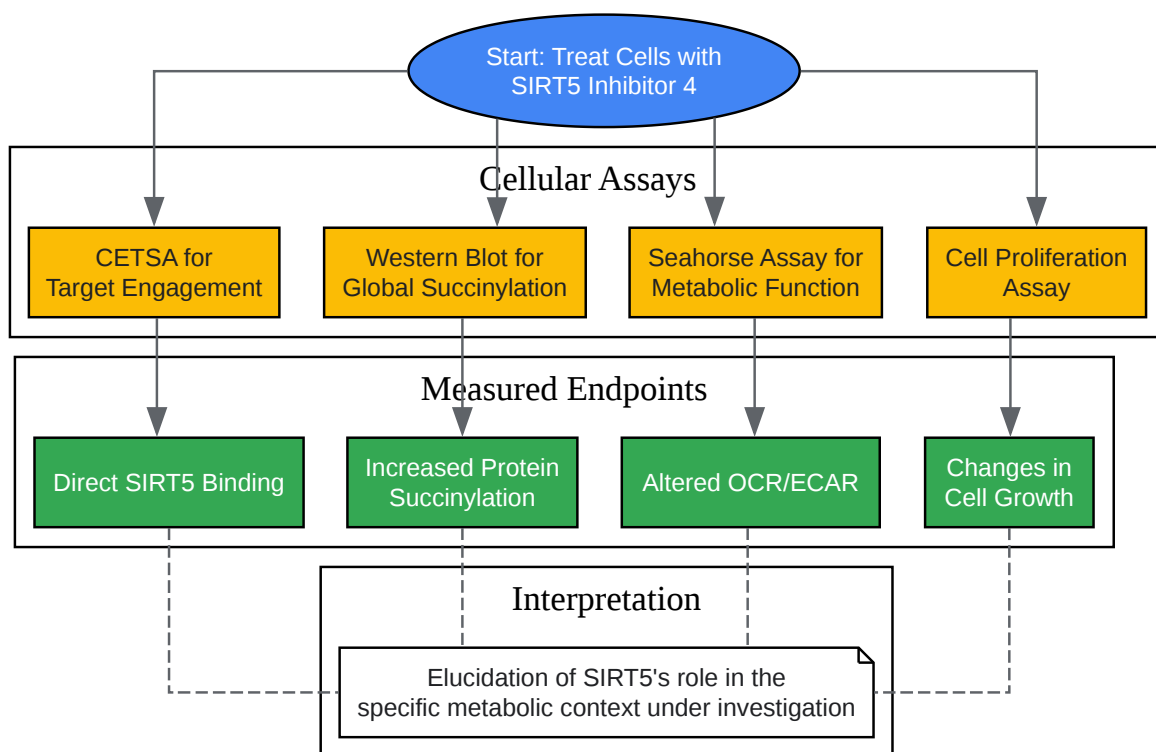 Start: Treat Cells with
SIRT5 Inhibitor 4
Cellular Assays
CETSA for
Target Engagement
Western Blot for
Global Succinylation
Seahorse Assay for
Metabolic Function
Cell Proliferation
Assay
Measured Endpoints
Direct SIRT5 Binding
Increased Protein
Succinylation
Altered OCR/ECAR
Changes in
Cell Growth
Interpretation
Elucidation of SIRT5's role in the
specific metabolic context under investigation